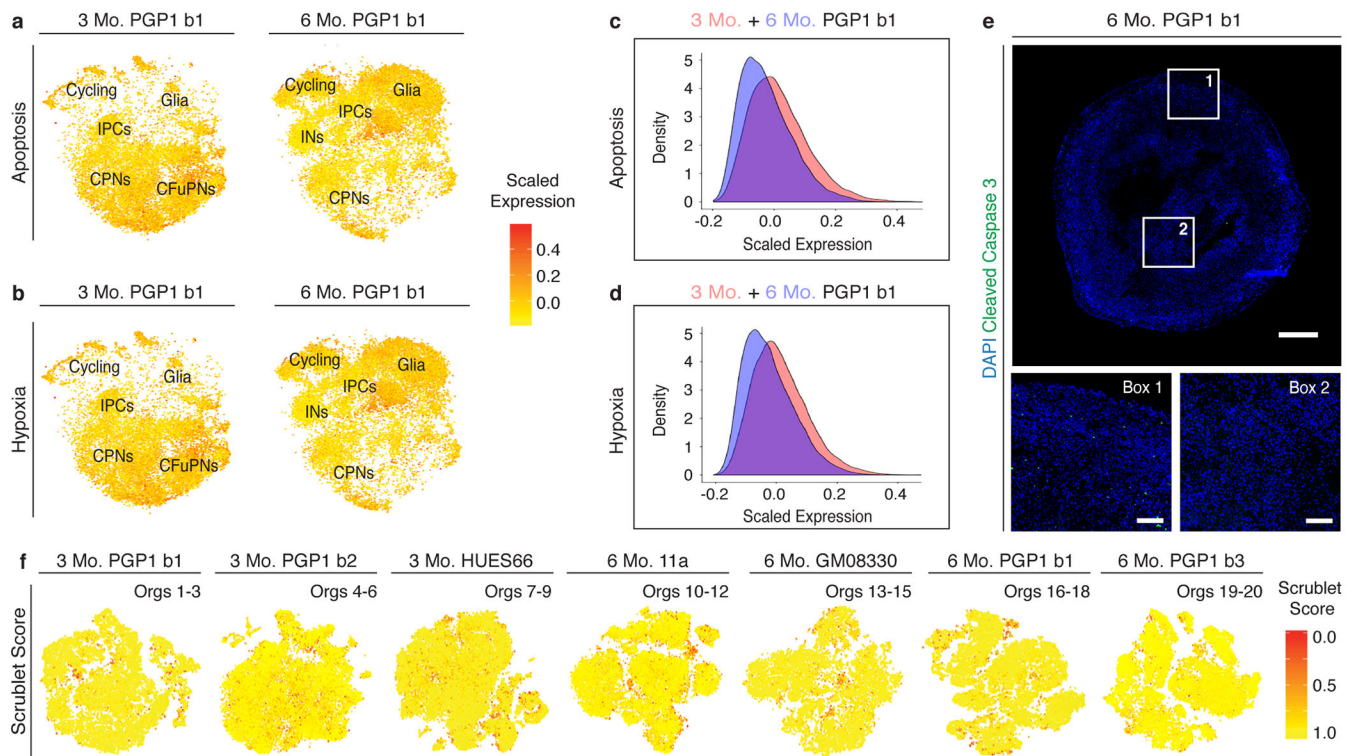 a
3 Mo. PGP1 b1
6 Mo. PGP1 b1
Apoptosis
Cycling
Glia
IPCs
CPNs
CFuPNs
Cycling
Glia
IPCs
INs
CPNs
Scaled
Expression
0.4
0.2
0.0
b
3 Mo. PGP1 b1
6 Mo. PGP1 b1
Hypoxia
Cycling
Glia
IPCs
CPNs
CFuPNs
Cycling
Glia
IPCs
INs
CPNs
c
3 Mo. + 6 Mo. PGP1 b1
Apoptosis
Density
5
4
3
2
1
0
-0.2 0.0 0.2 0.4
Scaled Expression
d
3 Mo. + 6 Mo. PGP1 b1
Hypoxia
Density
5
4
3
2
1
0
-0.2 0.0 0.2 0.4
Scaled Expression
e
6 Mo. PGP1 b1
DAPI Cleaved Caspase 3
1
2
Box 1
Box 2
f
3 Mo. PGP1 b1
3 Mo. PGP1 b2
3 Mo. HUES66
6 Mo. 11a
6 Mo. GM08330
6 Mo. PGP1 b1
6 Mo. PGP1 b3
Orgs 1-3
Orgs 4-6
Orgs 7-9
Orgs 10-12
Orgs 13-15
Orgs 16-18
Orgs 19-20
Scrublet Score
Scrublet
Score
0.0
0.5
1.0